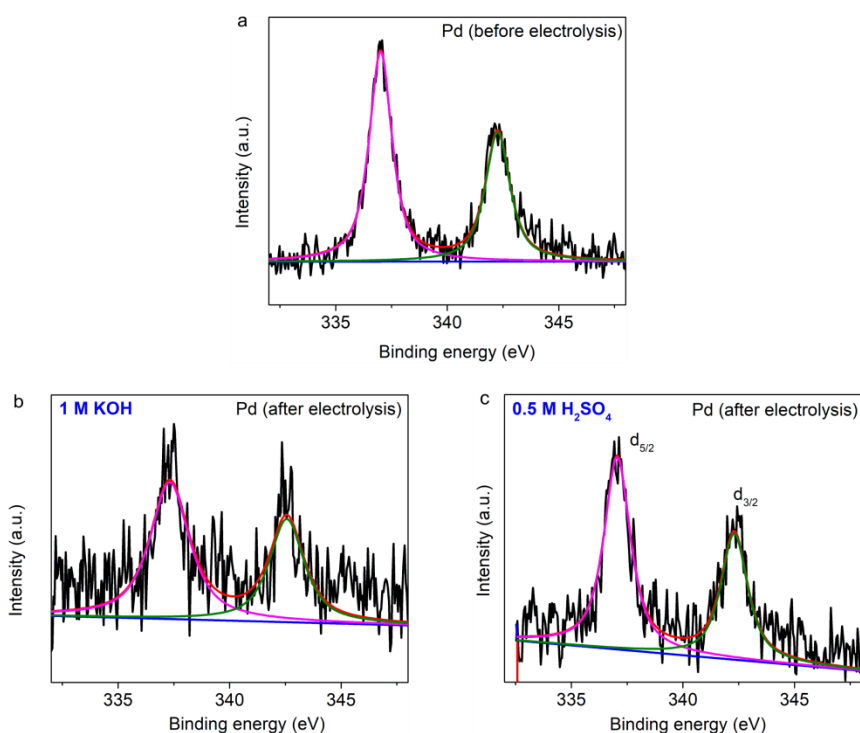 a
Pd (before electrolysis)
Intensity (a.u.)
335 340 345
Binding energy (eV)
b
1 M KOH
Pd (after electrolysis)
Intensity (a.u.)
335 340 345
Binding energy (eV)
c
0.5 M H₂SO₄
Pd (after electrolysis)
d5/2
d3/2
Intensity (a.u.)
335 340 345
Binding energy (eV)